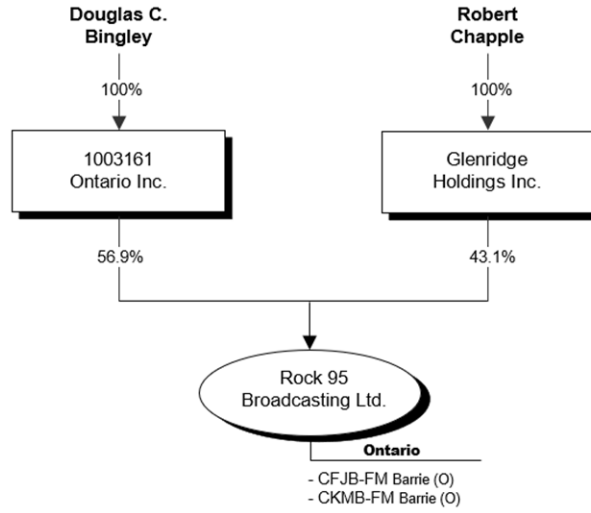 Douglas C.
Bingley
Robert
Chapple
100%
100%
1003161
Ontario Inc.
Glenridge
Holdings Inc.
56.9%
43.1%
Rock 95
Broadcasting Ltd.
Ontario
- CFJB-FM Barrie (O)
- CKMB-FM Barrie (O)